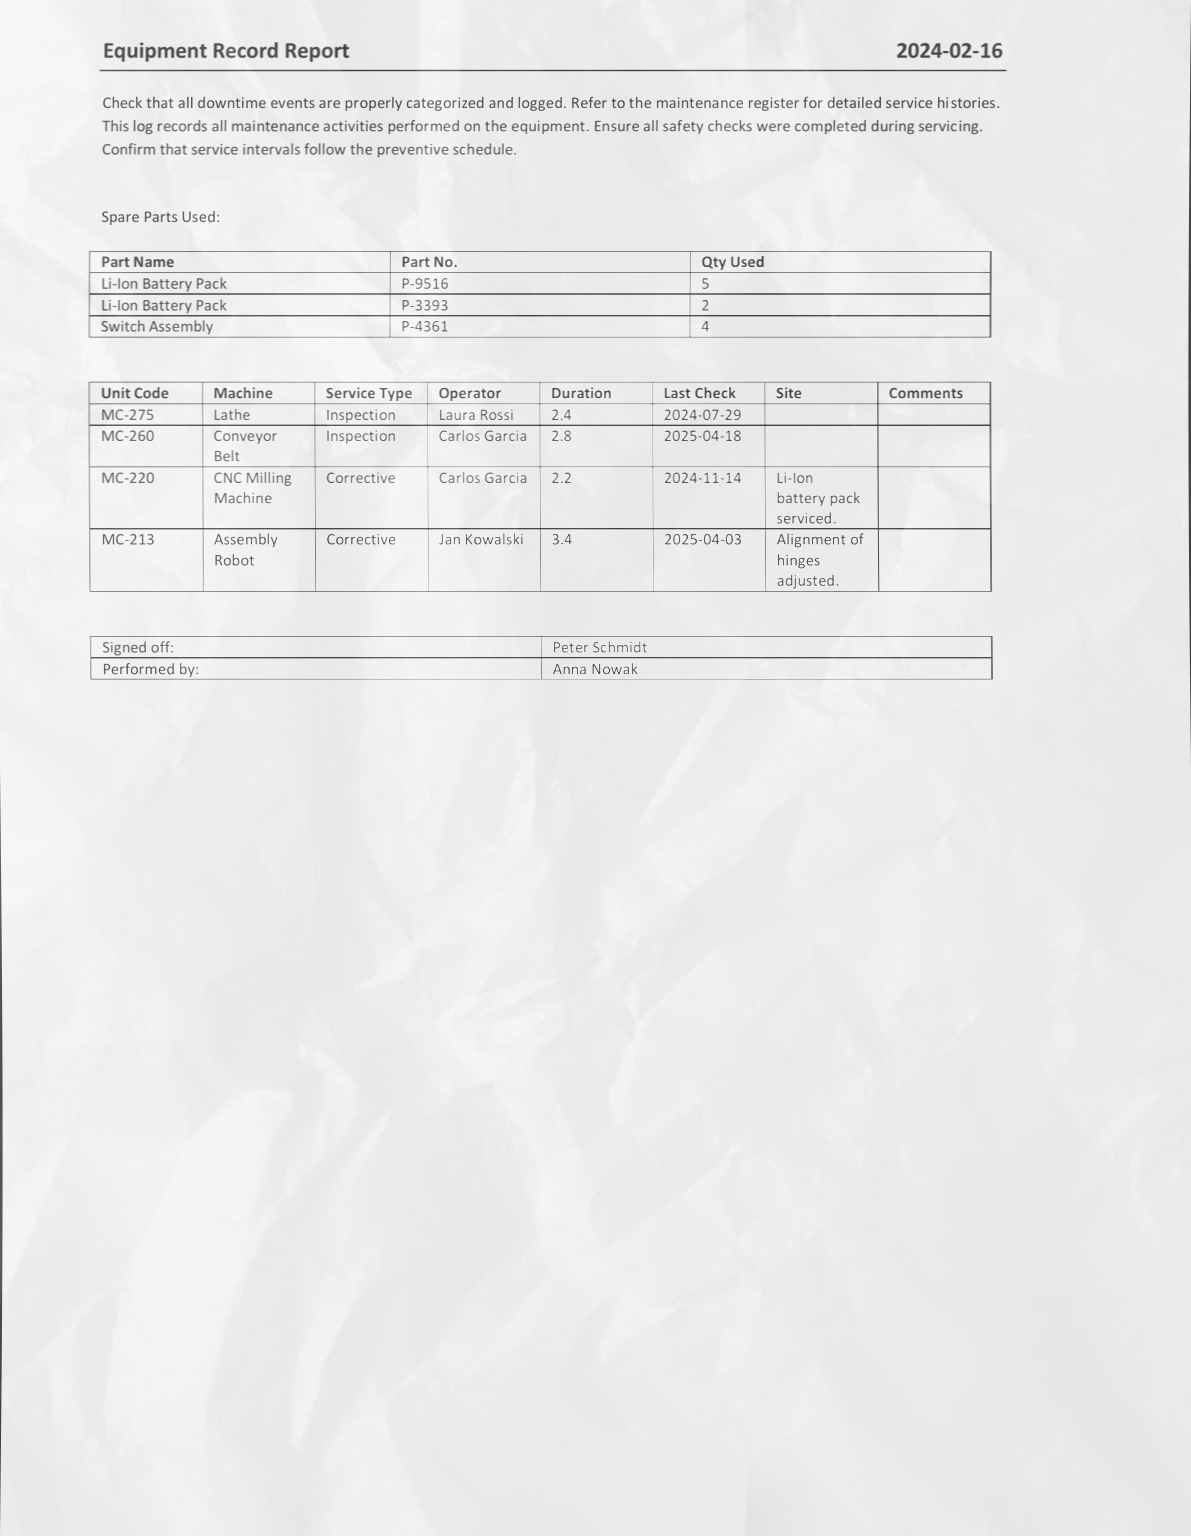 Equipment Record Report 2024-02-16
Check that all downtime events are properly categorized and logged. Refer to the maintenance register for detailed service histories.
This log records all maintenance activities performed on the equipment. Ensure all safety checks were completed during servicing.
Confirm that service intervals follow the preventive schedule.
Spare Parts Used:
Part Name Part No. Qty Used
Li-Ion Battery Pack P-9516 5
Li-Ion Battery Pack P-3393 2
Switch Assembly P-4361 4
Unit Code Machine Service Type Operator Duration Last Check Site Comments
MC-275 Lathe Inspection Laura Rossi 2.4 2024-07-29
MC-260 Conveyor Inspection Carlos Garcia 2.8 2025-04-18
Belt
MC-220 CNC Milling Corrective Carlos Garcia 2.2 2024-11-14 Li-Ion
Machine battery pack
serviced.
MC-213 Assembly Corrective Jan Kowalski 3.4 2025-04-03 Alignment of
Robot hinges
adjusted.
Signed off: Peter Schmidt
Performed by: Anna Nowak